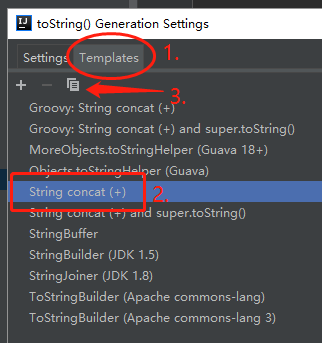 IJ toString() Generation Settings
Settings Templates 1.
3.
Groovy: String concat (+)
Groovy: String concat (+) and super.toString()
MoreObjects.toStringHelper (Guava 18+)
Objects.toStringHelper (Guava)
String concat (+) 2.
String concat (+) and super.toString()
StringBuffer
StringBuilder (JDK 1.5)
StringJoiner (JDK 1.8)
ToStringBuilder (Apache commons-lang)
ToStringBuilder (Apache commons-lang 3)